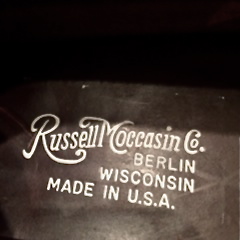 Russell Moccasin Co.
BERLIN
WISCONSIN
MADE IN U.S.A.